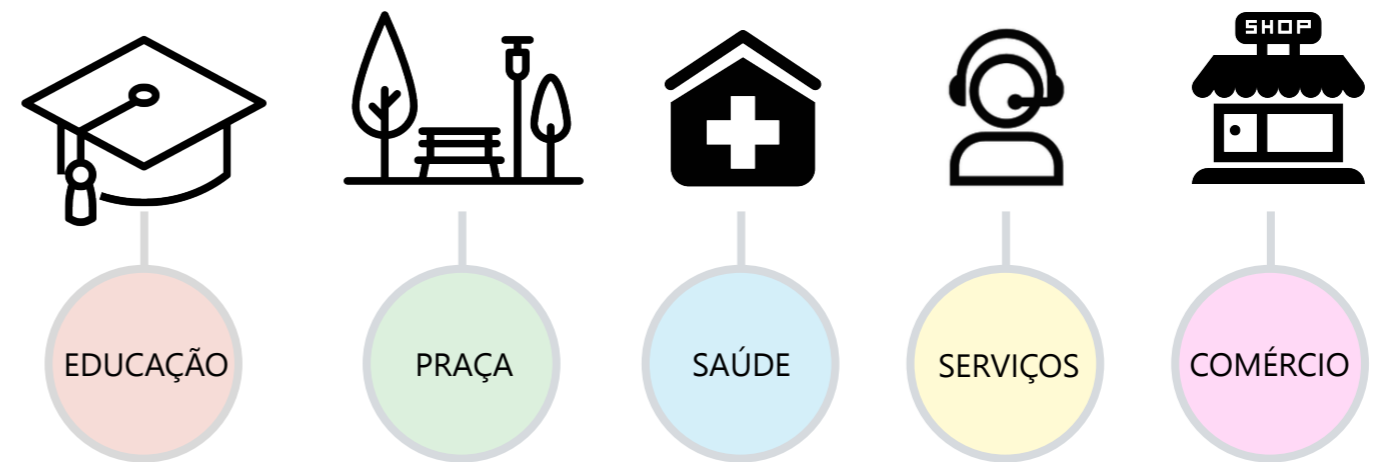 SHOP
EDUCAÇÃO
PRAÇA
SAÚDE
SERVIÇOS
COMÉRCIO